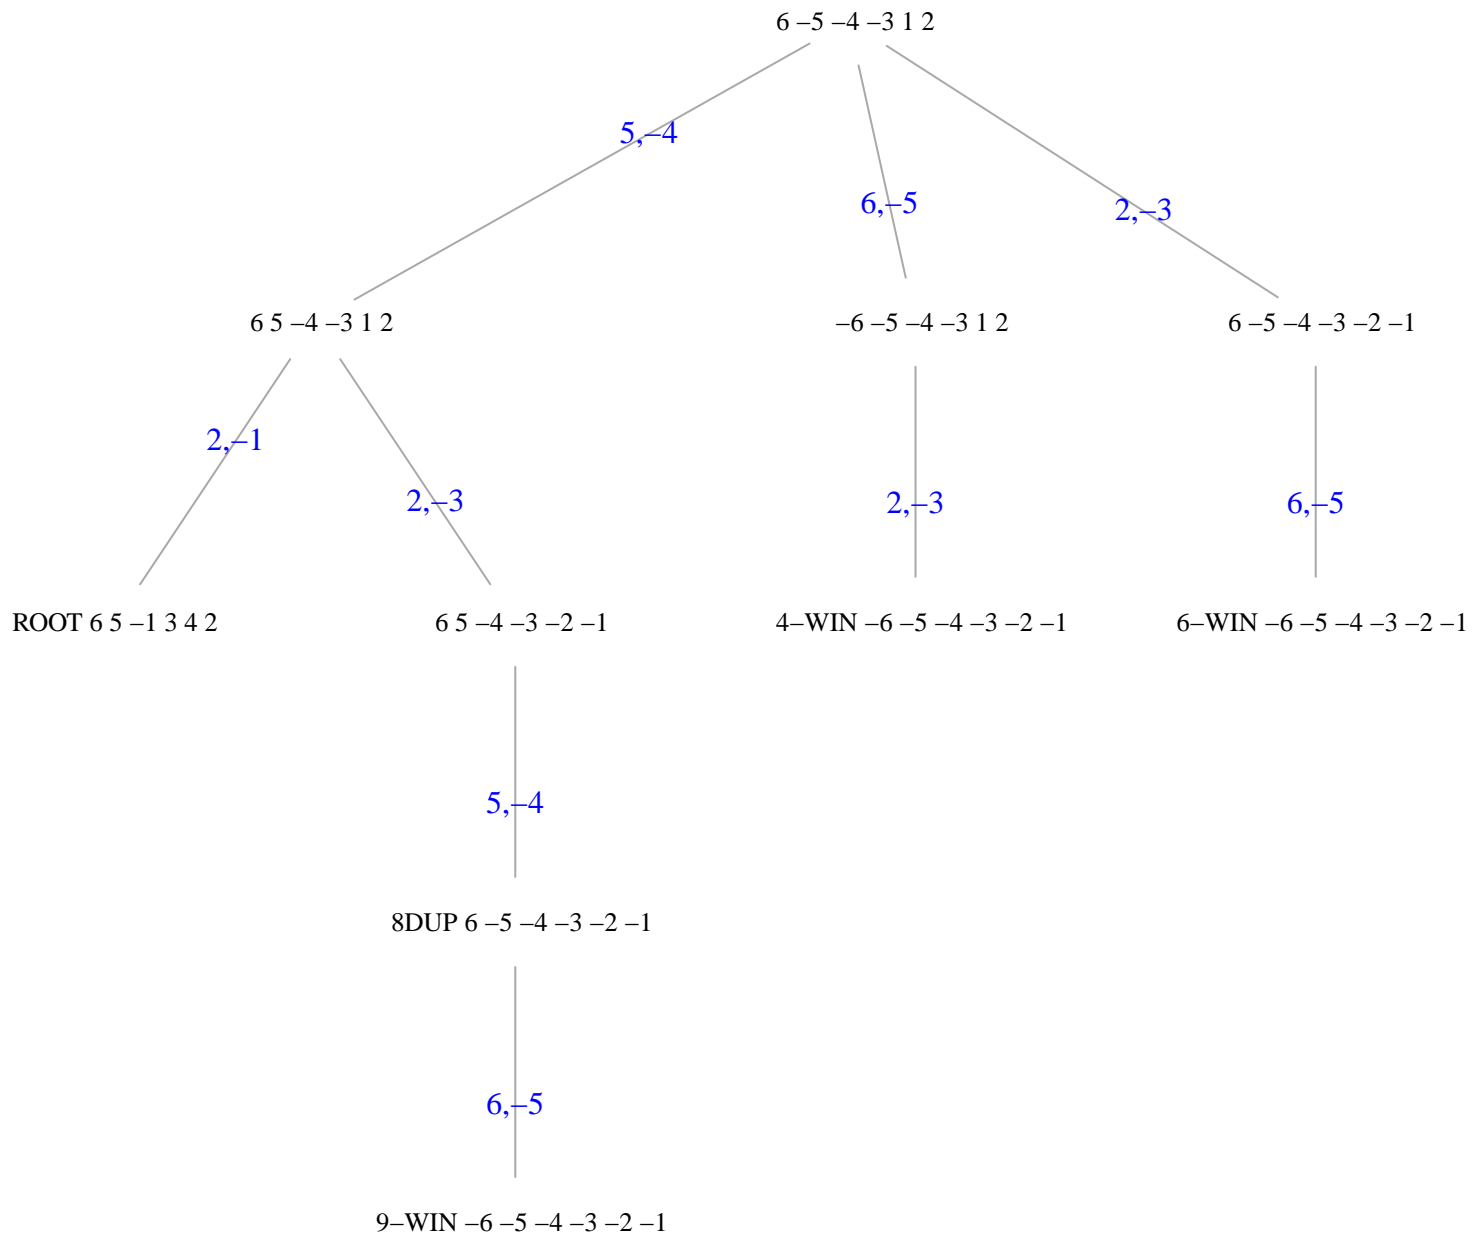 6 –5 –4 –3 1 2
5,–4
6,–5
2,–3
6 5 –4 –3 1 2
–6 –5 –4 –3 1 2
6 –5 –4 –3 –2 –1
2,–1
2,–3
2,–3
6,–5
ROOT 6 5 –1 3 4 2
6 5 –4 –3 –2 –1
4–WIN –6 –5 –4 –3 –2 –1
6–WIN –6 –5 –4 –3 –2 –1
5,–4
8DUP 6 –5 –4 –3 –2 –1
6,–5
9–WIN –6 –5 –4 –3 –2 –1